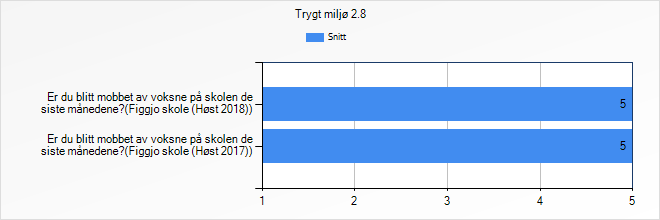 Trygt miljø 2.8
Snitt
Er du blitt mobbet av voksne på skolen de
siste månedene?(Figgjo skole (Høst 2018))
5
Er du blitt mobbet av voksne på skolen de
siste månedene?(Figgjo skole (Høst 2017))
5
1 2 3 4 5